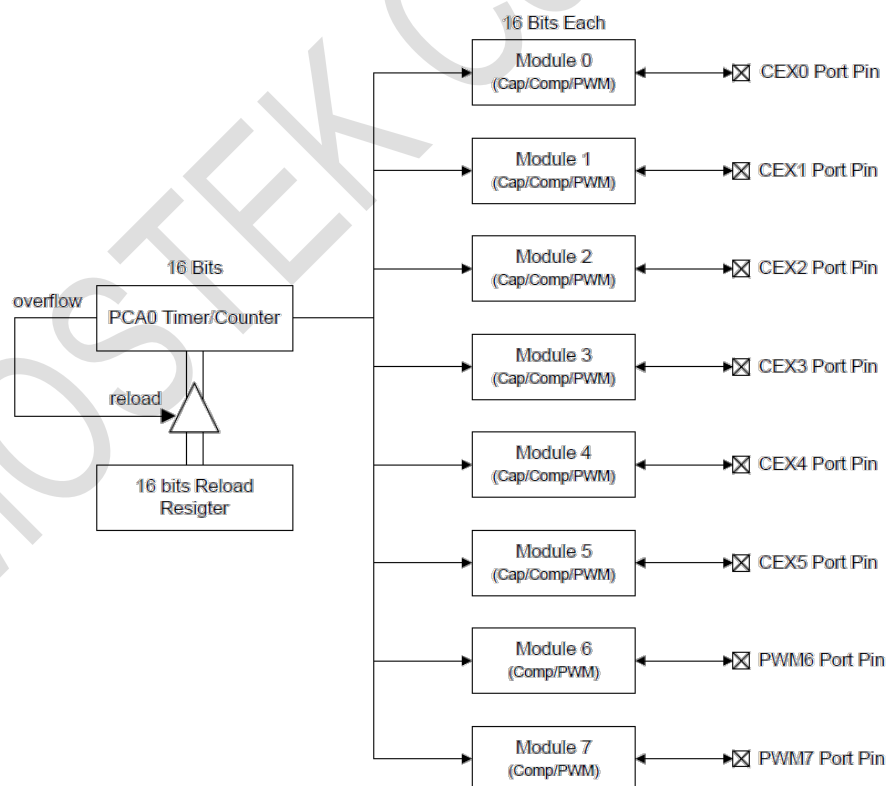 16 Bits Each
Module 0
(Cap/Comp/PWM)
CEX0 Port Pin
Module 1
(Cap/Comp/PWM)
CEX1 Port Pin
Module 2
(Cap/Comp/PWM)
CEX2 Port Pin
16 Bits
overflow
PCA0 Timer/Counter
Module 3
(Cap/Comp/PWM)
CEX3 Port Pin
reload
Module 4
(Cap/Comp/PWM)
CEX4 Port Pin
16 bits Reload
Resigter
Module 5
(Cap/Comp/PWM)
CEX5 Port Pin
Module 6
(Comp/PWM)
PWM6 Port Pin
Module 7
(Comp/PWM)
PWM7 Port Pin